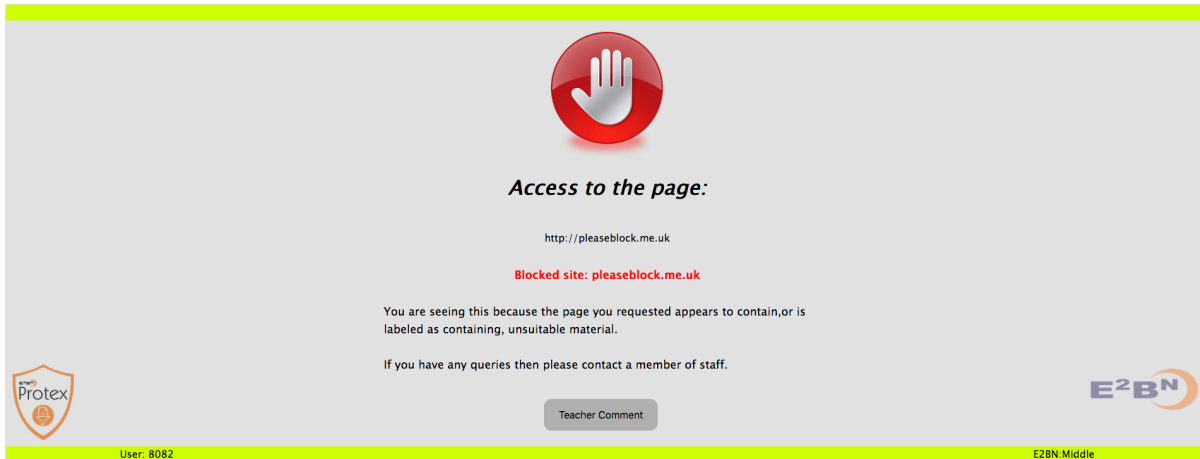 Access to the page:
http://pleaseblock.me.uk
Blocked site: pleaseblock.me.uk
You are seeing this because the page you requested appears to contain,or is
labeled as containing, unsuitable material.
If you have any queries then please contact a member of staff.
E²BN
Protex
E²BN
Teacher Comment
User: 8082
E2BN:Middle